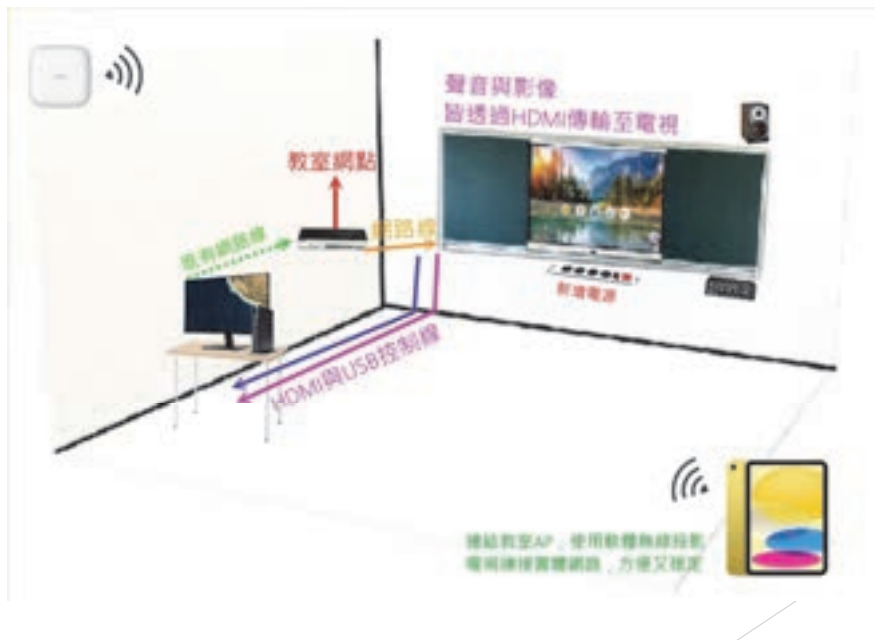 聲音與影像
皆透過HDMI傳輸至電視
教室網點
網路線
既有網路線
新增電源
HDMI與USB控制線
連結教室AP，使用軟體無線投影
電視連接實體網路，方便又穩定